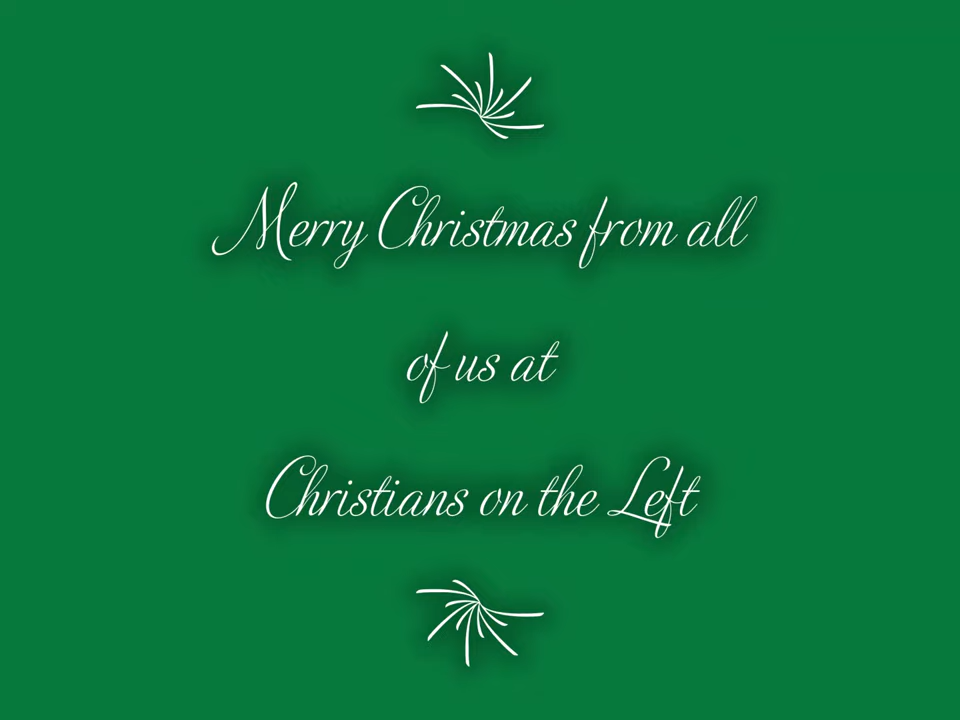 Merry Christmas from all
of us at
Christians on the Left